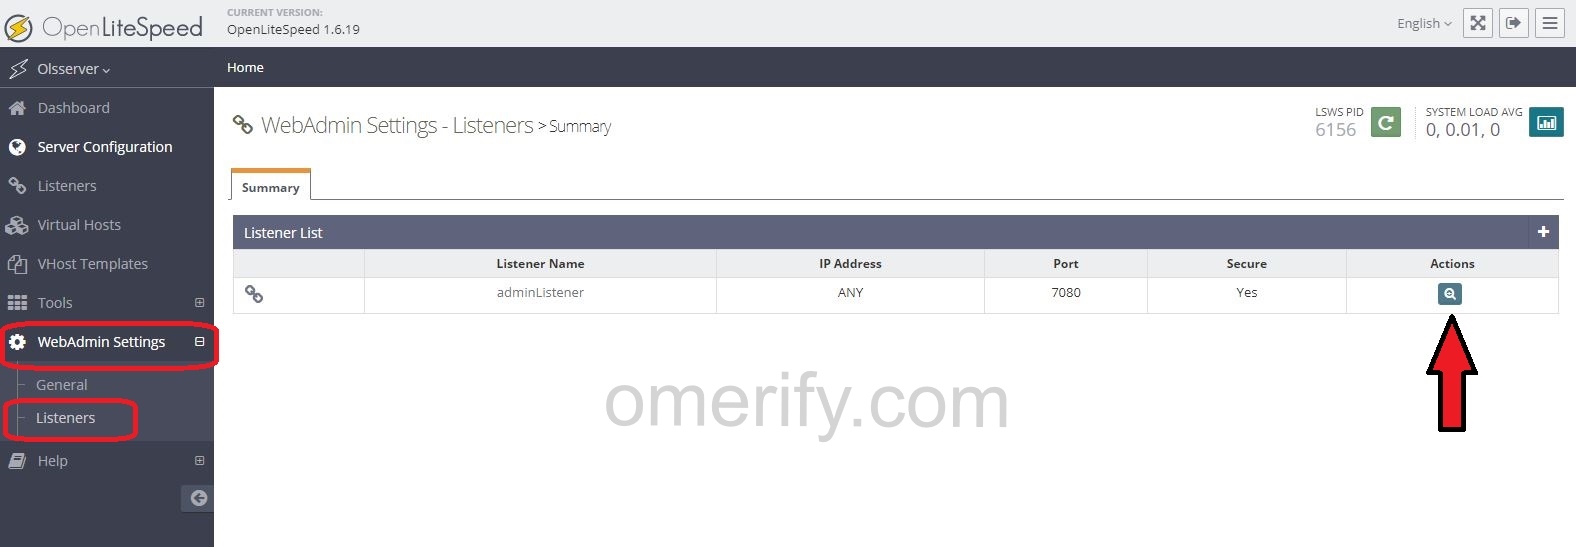 OpenLiteSpeed
CURRENT VERSION:
OpenLiteSpeed 1.6.19
English
Olsserver
Home
Dashboard
Server Configuration
Listeners
Virtual Hosts
VHost Templates
Tools
WebAdmin Settings
General
Listeners
Help
WebAdmin Settings - Listeners > Summary
LSWS PID
6156
SYSTEM LOAD AVG
0, 0.01, 0
Summary
Listener List
Listener Name IP Address Port Secure Actions
adminListener ANY 7080 Yes
omerify.com